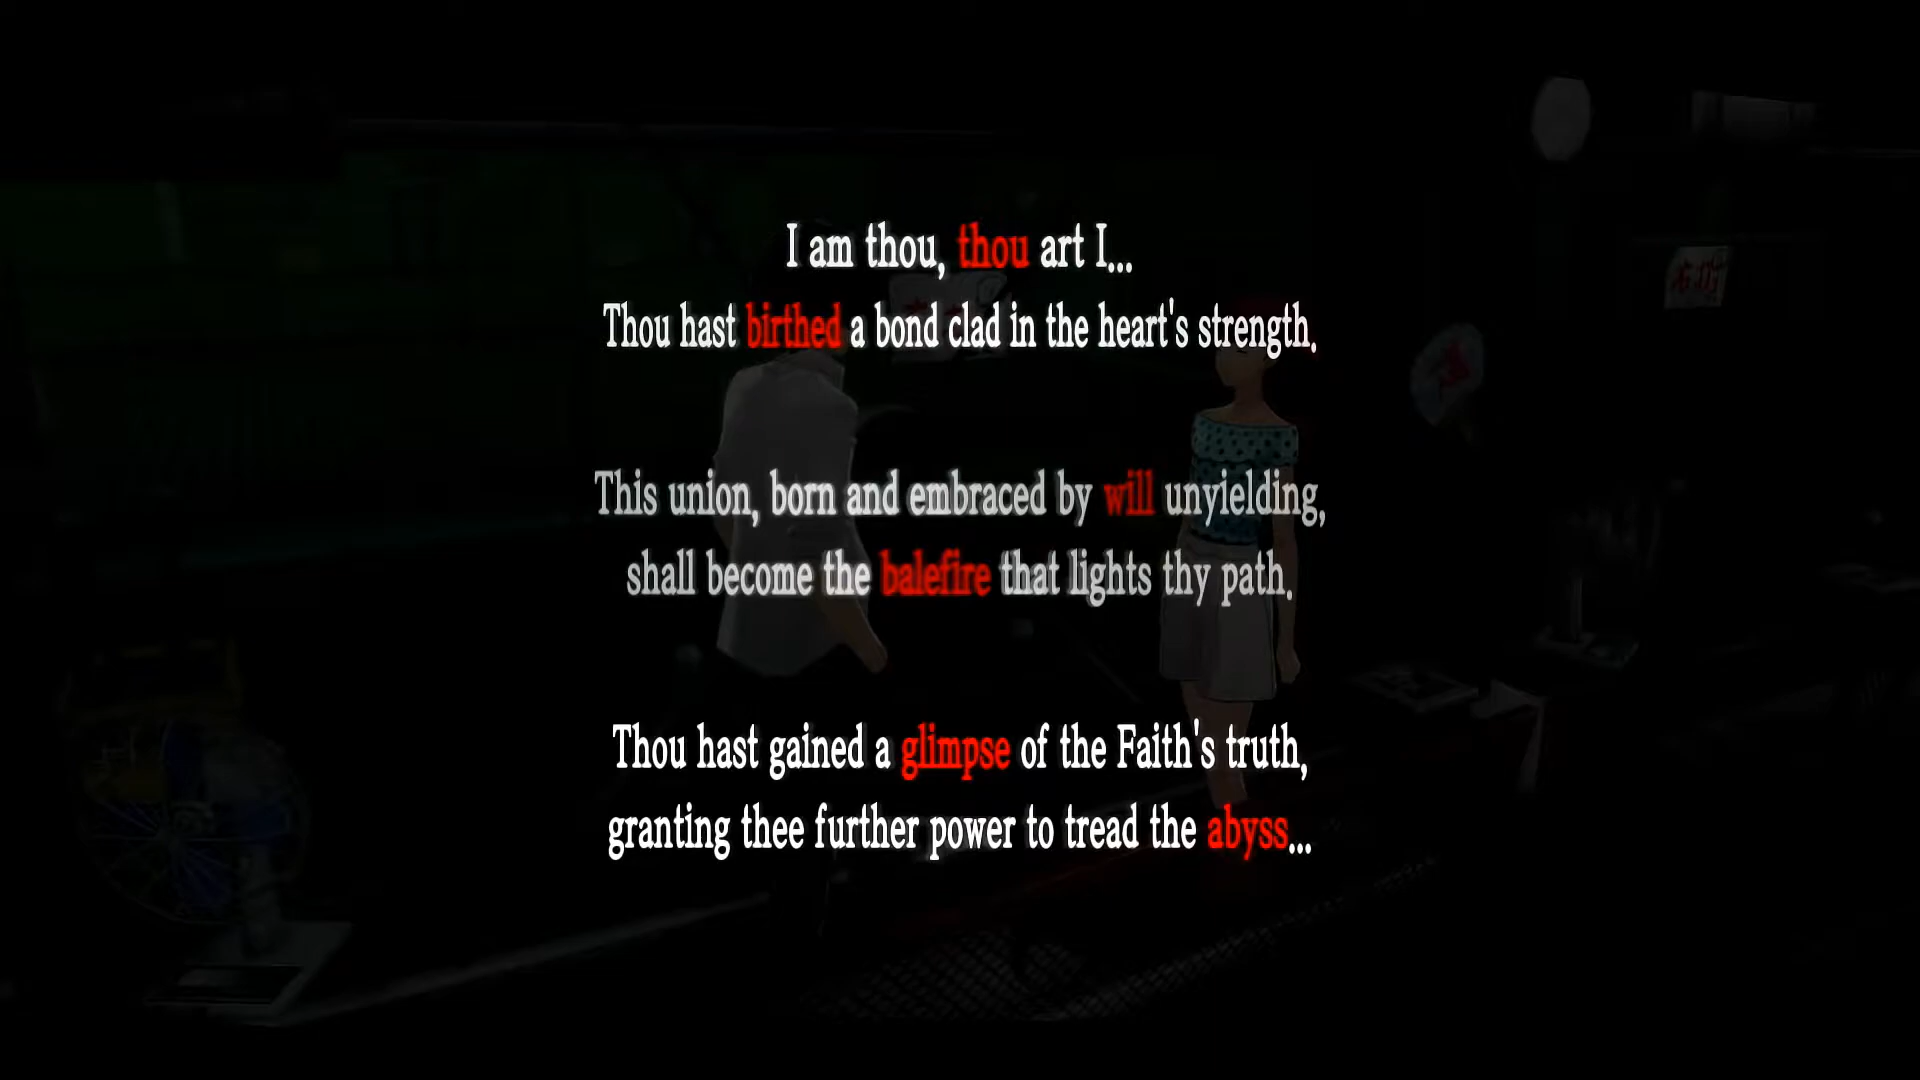 I am thou, thou art I...
Thou hast birthed a bond clad in the heart's strength.
This union, born and embraced by will unyielding,
shall become the balefire that lights thy path.
Thou hast gained a glimpse of the Faith's truth,
granting thee further power to tread the abyss...